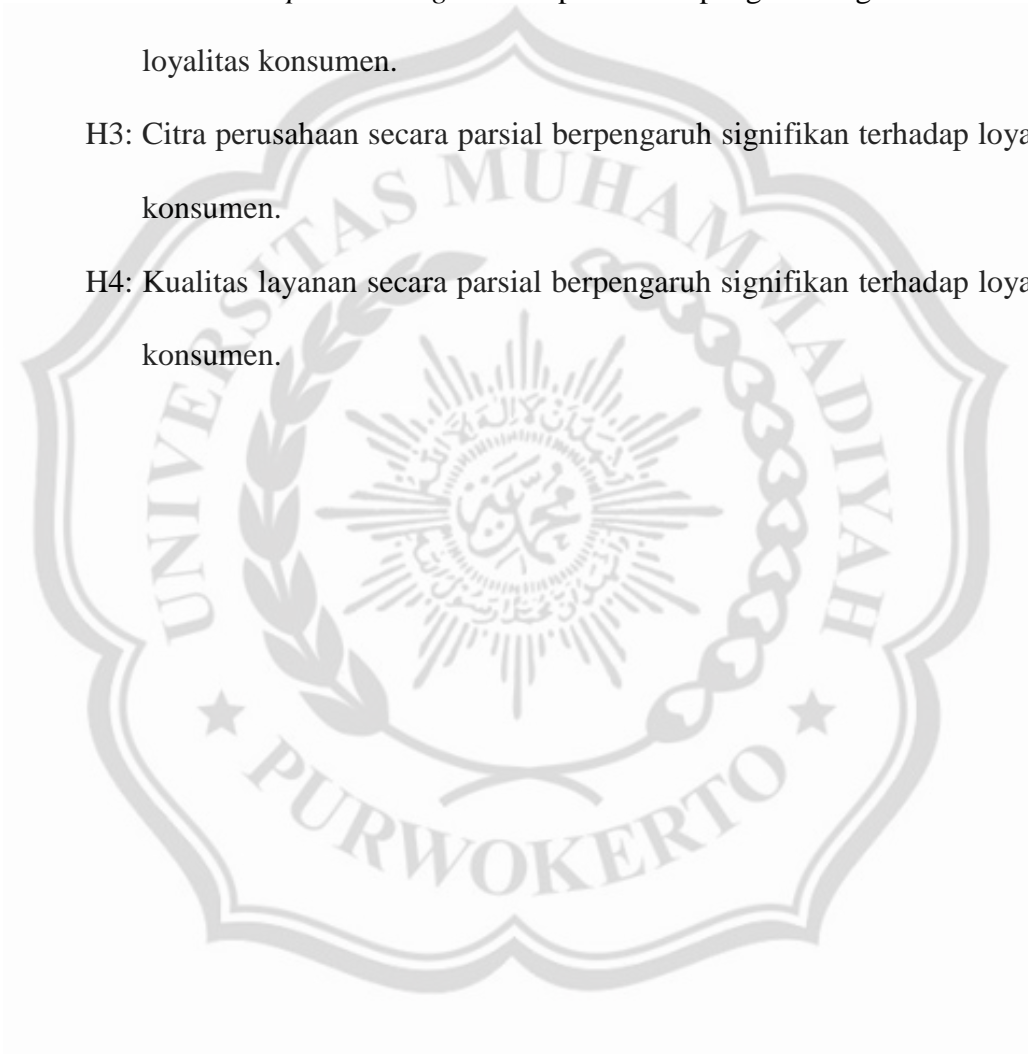 loyalitas konsumen.
H3: Citra perusahaan secara parsial berpengaruh signifikan terhadap loya
konsumen.
H4: Kualitas layanan secara parsial berpengaruh signifikan terhadap loya
konsumen.
UNIVERSITAS MUHAMMADIYAH
PURWOKERTO